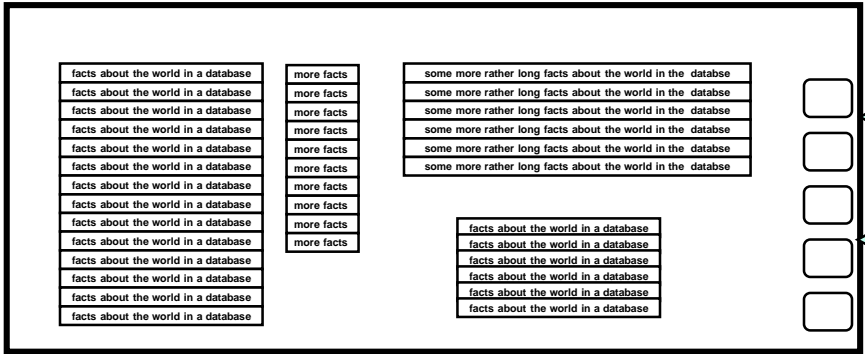 facts about the world in a database
facts about the world in a database
facts about the world in a database
facts about the world in a database
facts about the world in a database
facts about the world in a database
facts about the world in a database
facts about the world in a database
facts about the world in a database
facts about the world in a database
facts about the world in a database
facts about the world in a database
facts about the world in a database
facts about the world in a database
more facts
more facts
more facts
more facts
more facts
more facts
more facts
more facts
more facts
more facts
some more rather long facts about the world in the databse
some more rather long facts about the world in the databse
some more rather long facts about the world in the databse
some more rather long facts about the world in the databse
some more rather long facts about the world in the databse
some more rather long facts about the world in the databse
facts about the world in a database
facts about the world in a database
facts about the world in a database
facts about the world in a database
facts about the world in a database
facts about the world in a database